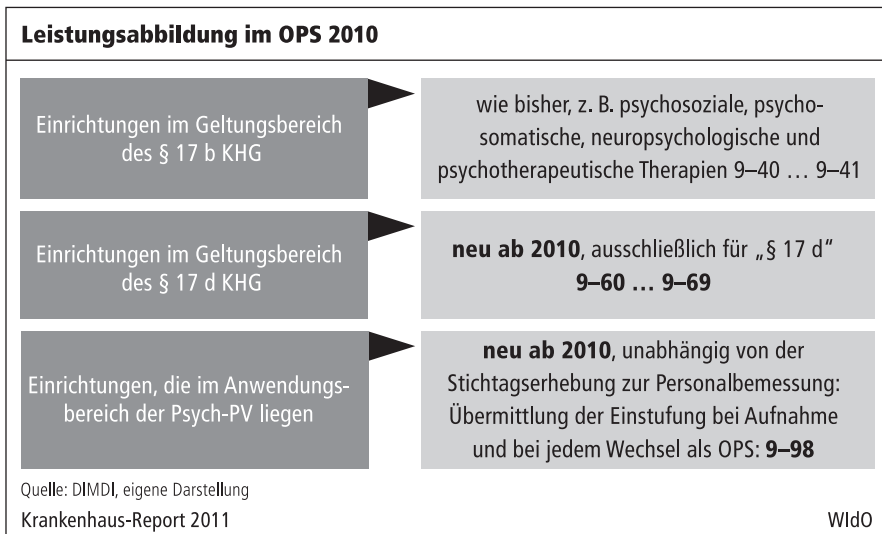 Leistungsabbildung im OPS 2010
Einrichtungen im Geltungsbereich
des § 17 b KHG
wie bisher, z. B. psychosoziale, psycho-
somatische, neuropsychologische und
psychotherapeutische Therapien 9–40 … 9–41
Einrichtungen im Geltungsbereich
des § 17 d KHG
neu ab 2010, ausschließlich für „§ 17 d“
9–60 … 9–69
Einrichtungen, die im Anwendungs-
bereich der Psych-PV liegen
neu ab 2010, unabhängig von der
Stichtagserhebung zur Personalbemessung:
Übermittlung der Einstufung bei Aufnahme
und bei jedem Wechsel als OPS: 9–98
Quelle: DIMDI, eigene Darstellung
Krankenhaus-Report 2011
WIdO